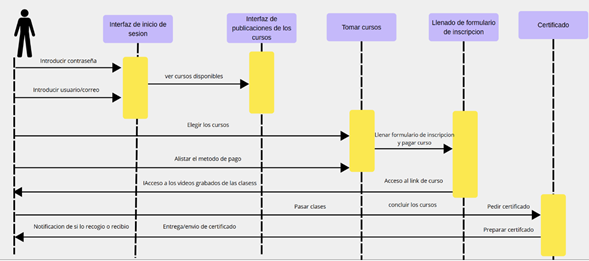 Interfaz de inicio de
sesion
Interfaz de
publicaciones de los
cursos
Tomar cursos
Llenado de formulario
de inscripcion
Certificado
Introducir contraseña
ver cursos disponibles
Introducir usuario/correo
Elegir los cursos
Llenar formulario de inscripcion
y pagar curso
Alistar el metodo de pago
IAcceso a los videos grabados de las clasess
Acceso al link de curso
Pasar clases
concluir los cursos
Pedir certificado
Notificacion de si lo recogio o recibio
Entrega/envio de certificado
Preparar certifcado